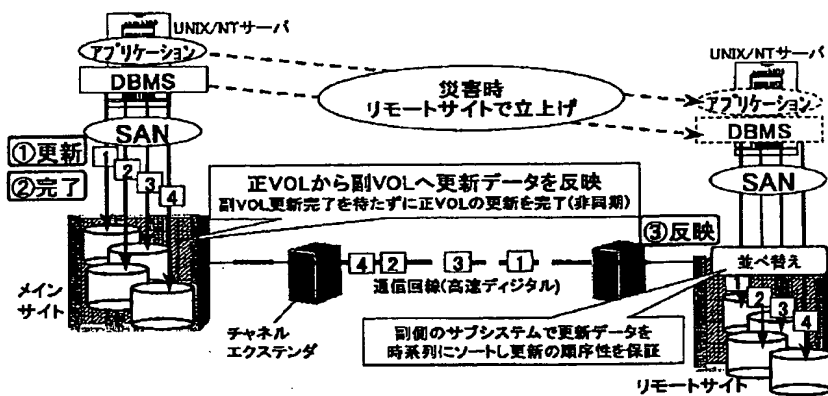 UNIX/NTサーバ
アプリケーション
DBMS
SAN
①更新
②完了
1
2
3
4
メイン
サイト
災害時
リモートサイトで立上げ
正VOLから副VOLへ更新データを反映
副VOL更新完了を待たずに正VOLの更新を完了(非同期)
4
2
3
1
通信回線(高速ディジタル)
チャネル
エクステンダ
副側のサブシステムで更新データを
時系列にソートし更新の順序性を保証
UNIX/NTサーバ
アプリケーション
DBMS
SAN
③反映
並べ替え
2
3
4
リモートサイト